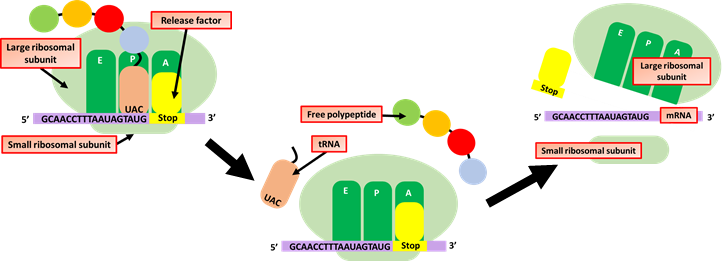 Release factor
Large ribosomal
subunit
E
P
A
UAC
5' GCAACCTTTAAUAGTAUG Stop 3'
Small ribosomal subunit
Free polypeptide
tRNA
UAC
E
P
A
5' GCAACCTTTAAUAGTAUG Stop 3'
Stop
E
P
A
Large ribosomal
subunit
5' GCAACCTTTAAUAGTAUG mRNA 3'
Small ribosomal subunit